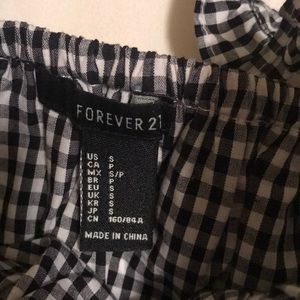 FOREVER 21
US S
CA P
MX S/P
BR P
EU S
UK S
KR S
JP S
CN 160/84A
MADE IN CHINA